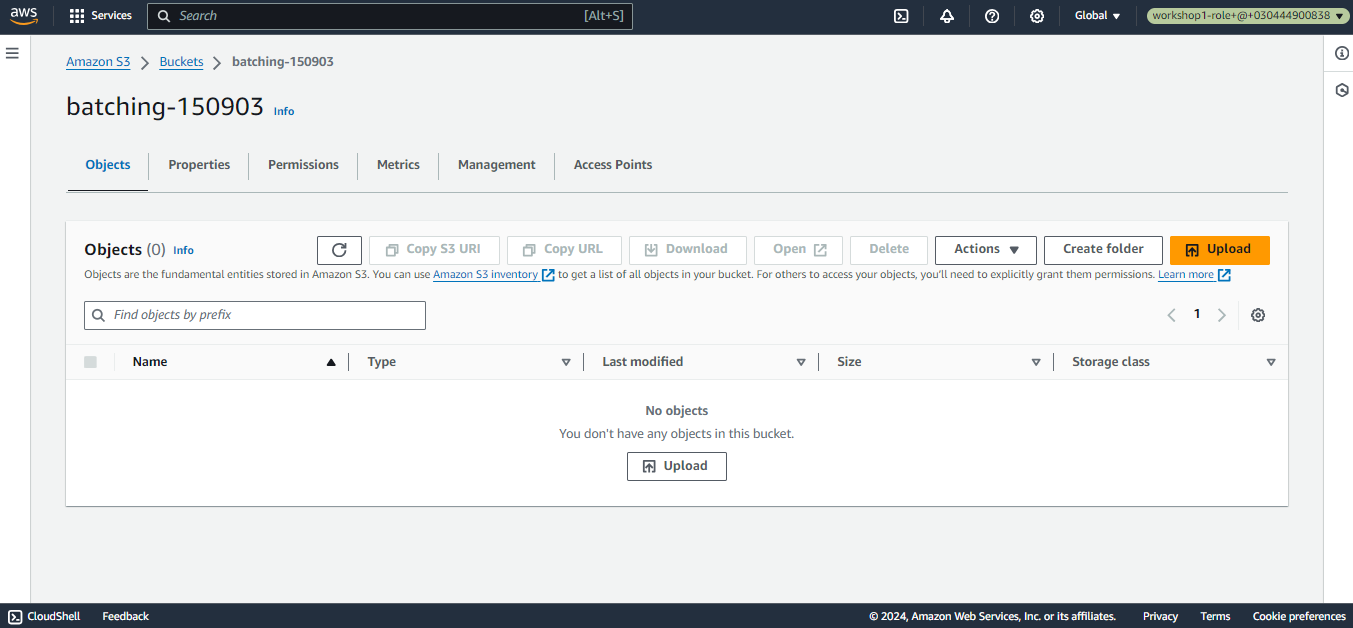 aws Services Search [Alt+S] Global workshop1-role+@+030444900838
Amazon S3 Buckets batching-150903
batching-150903 Info
Objects Properties Permissions Metrics Management Access Points
Objects (0) Info Copy S3 URI Copy URL Download Open Delete Actions Create folder Upload
Objects are the fundamental entities stored in Amazon S3. You can use Amazon S3 inventory to get a list of all objects in your bucket. For others to access your objects, you'll need to explicitly grant them permissions. Learn more
Find objects by prefix 1
Name Type Last modified Size Storage class
No objects
You don't have any objects in this bucket.
Upload
CloudShell Feedback © 2024, Amazon Web Services, Inc. or its affiliates. Privacy Terms Cookie preferences